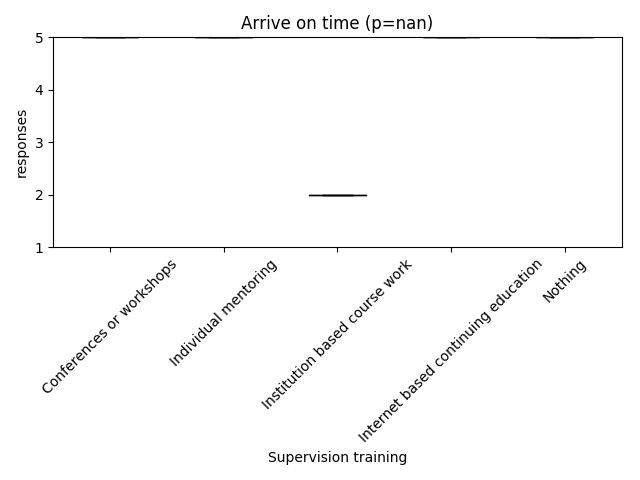 Arrive on time (p=nan)
5
4
3
2
1
responses
Conferences or workshops
Individual mentoring
Institution based course work
Internet based continuing education
Nothing
Supervision training